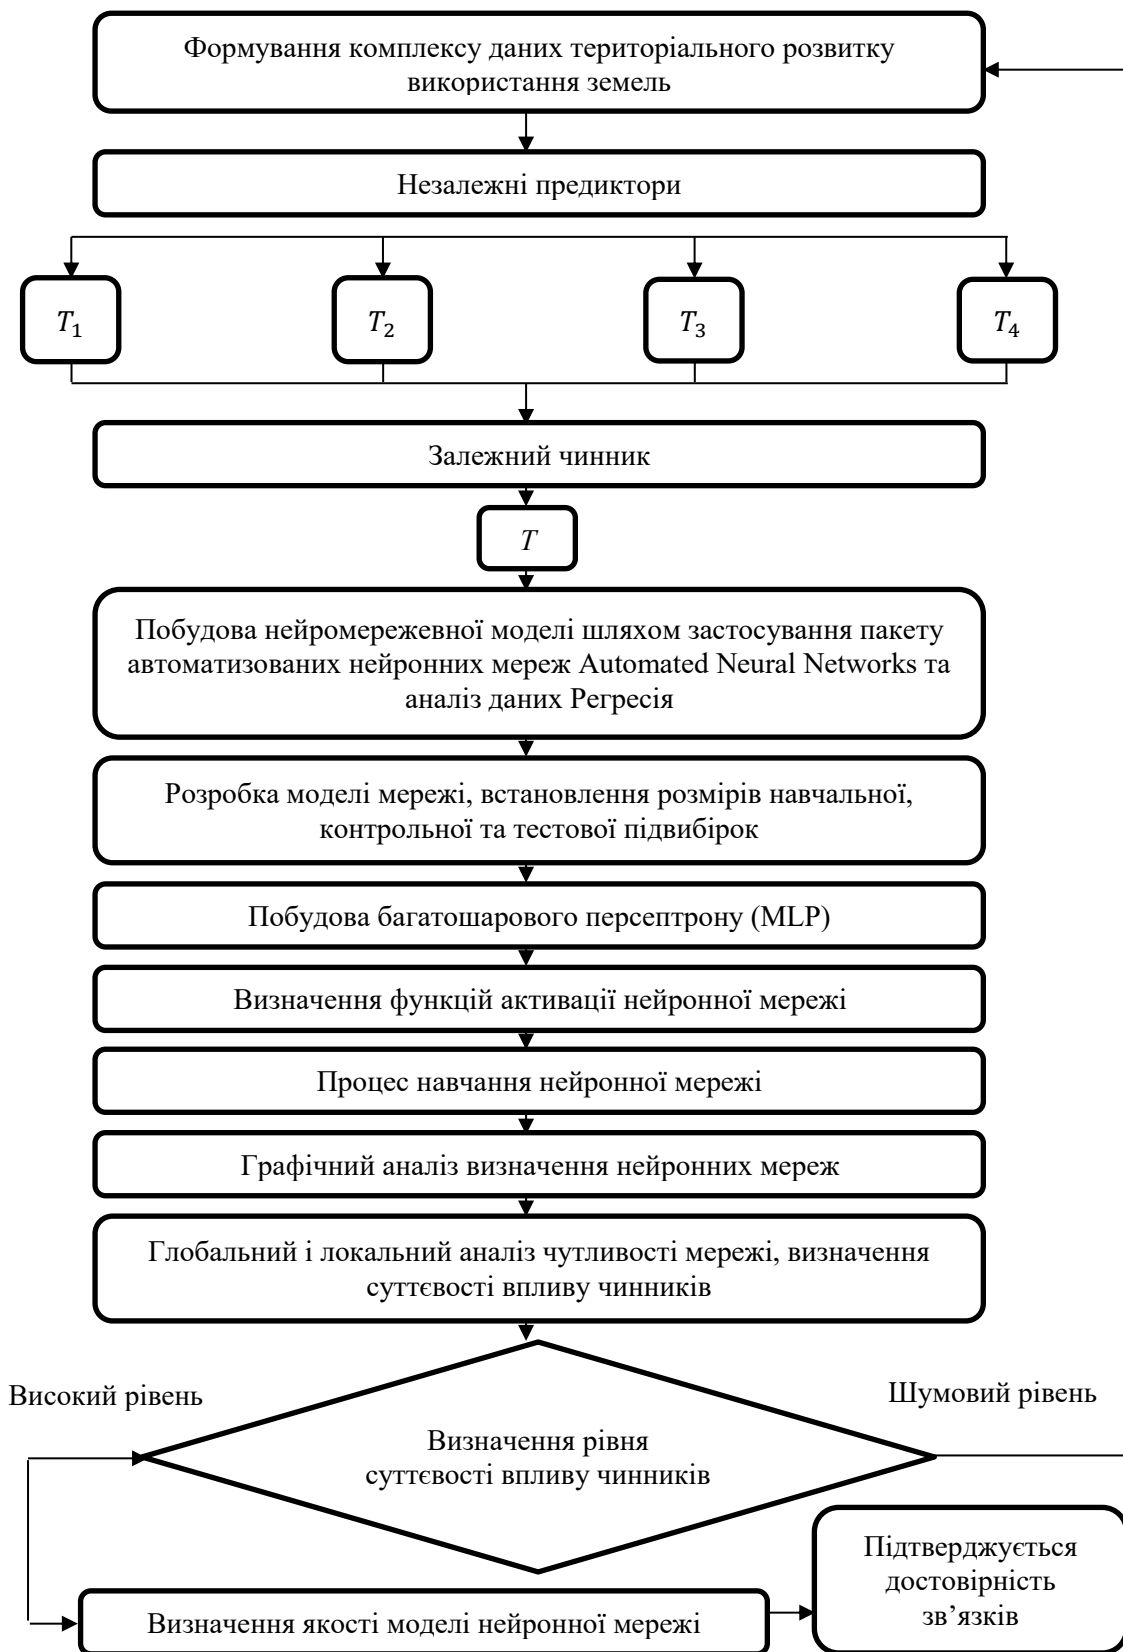 Формування комплексу даних територіального розвитку
використання земель
Незалежні предиктори
T₁
T₂
T₃
T₄
Залежний чинник
T
Побудова нейромережевної моделі шляхом застосування пакету
автоматизованих нейронних мереж Automated Neural Networks та
аналіз даних Регресія
Розробка моделі мережі, встановлення розмірів навчальної,
контрольної та тестової підвибірок
Побудова багатошарового персептрону (MLP)
Визначення функцій активації нейронної мережі
Процес навчання нейронної мережі
Графічний аналіз визначення нейронних мереж
Глобальний і локальний аналіз чутливості мережі, визначення
суттєвості впливу чинників
Високий рівень
Шумовий рівень
Визначення рівня
суттєвості впливу чинників
Підтверджується
достовірність
зв’язків
Визначення якості моделі нейронної мережі